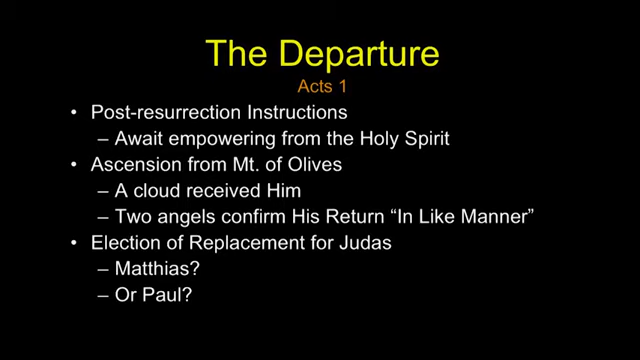 The Departure
Acts 1
• Post-resurrection Instructions
– Await empowering from the Holy Spirit
• Ascension from Mt. of Olives
– A cloud received Him
– Two angels confirm His Return “In Like Manner”
• Election of Replacement for Judas
– Matthias?
– Or Paul?